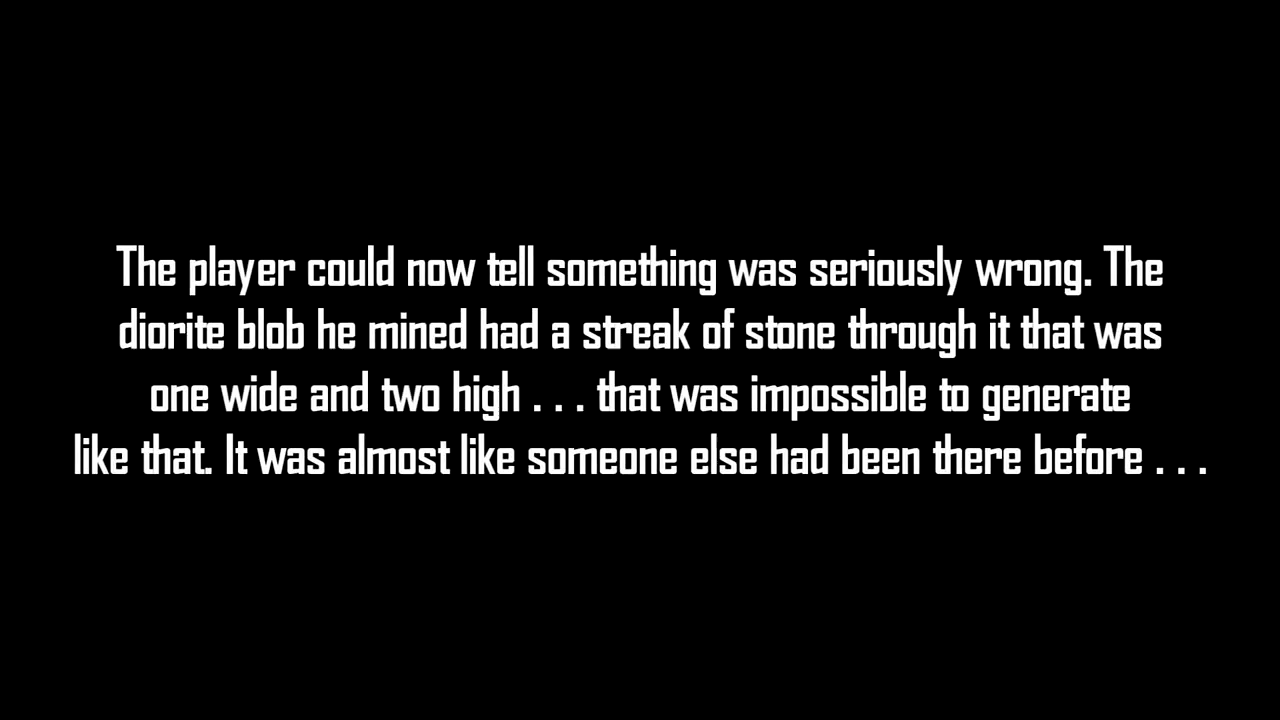 The player could now tell something was seriously wrong. The
diorite blob he mined had a streak of stone through it that was
one wide and two high . . . that was impossible to generate
like that. It was almost like someone else had been there before . . .